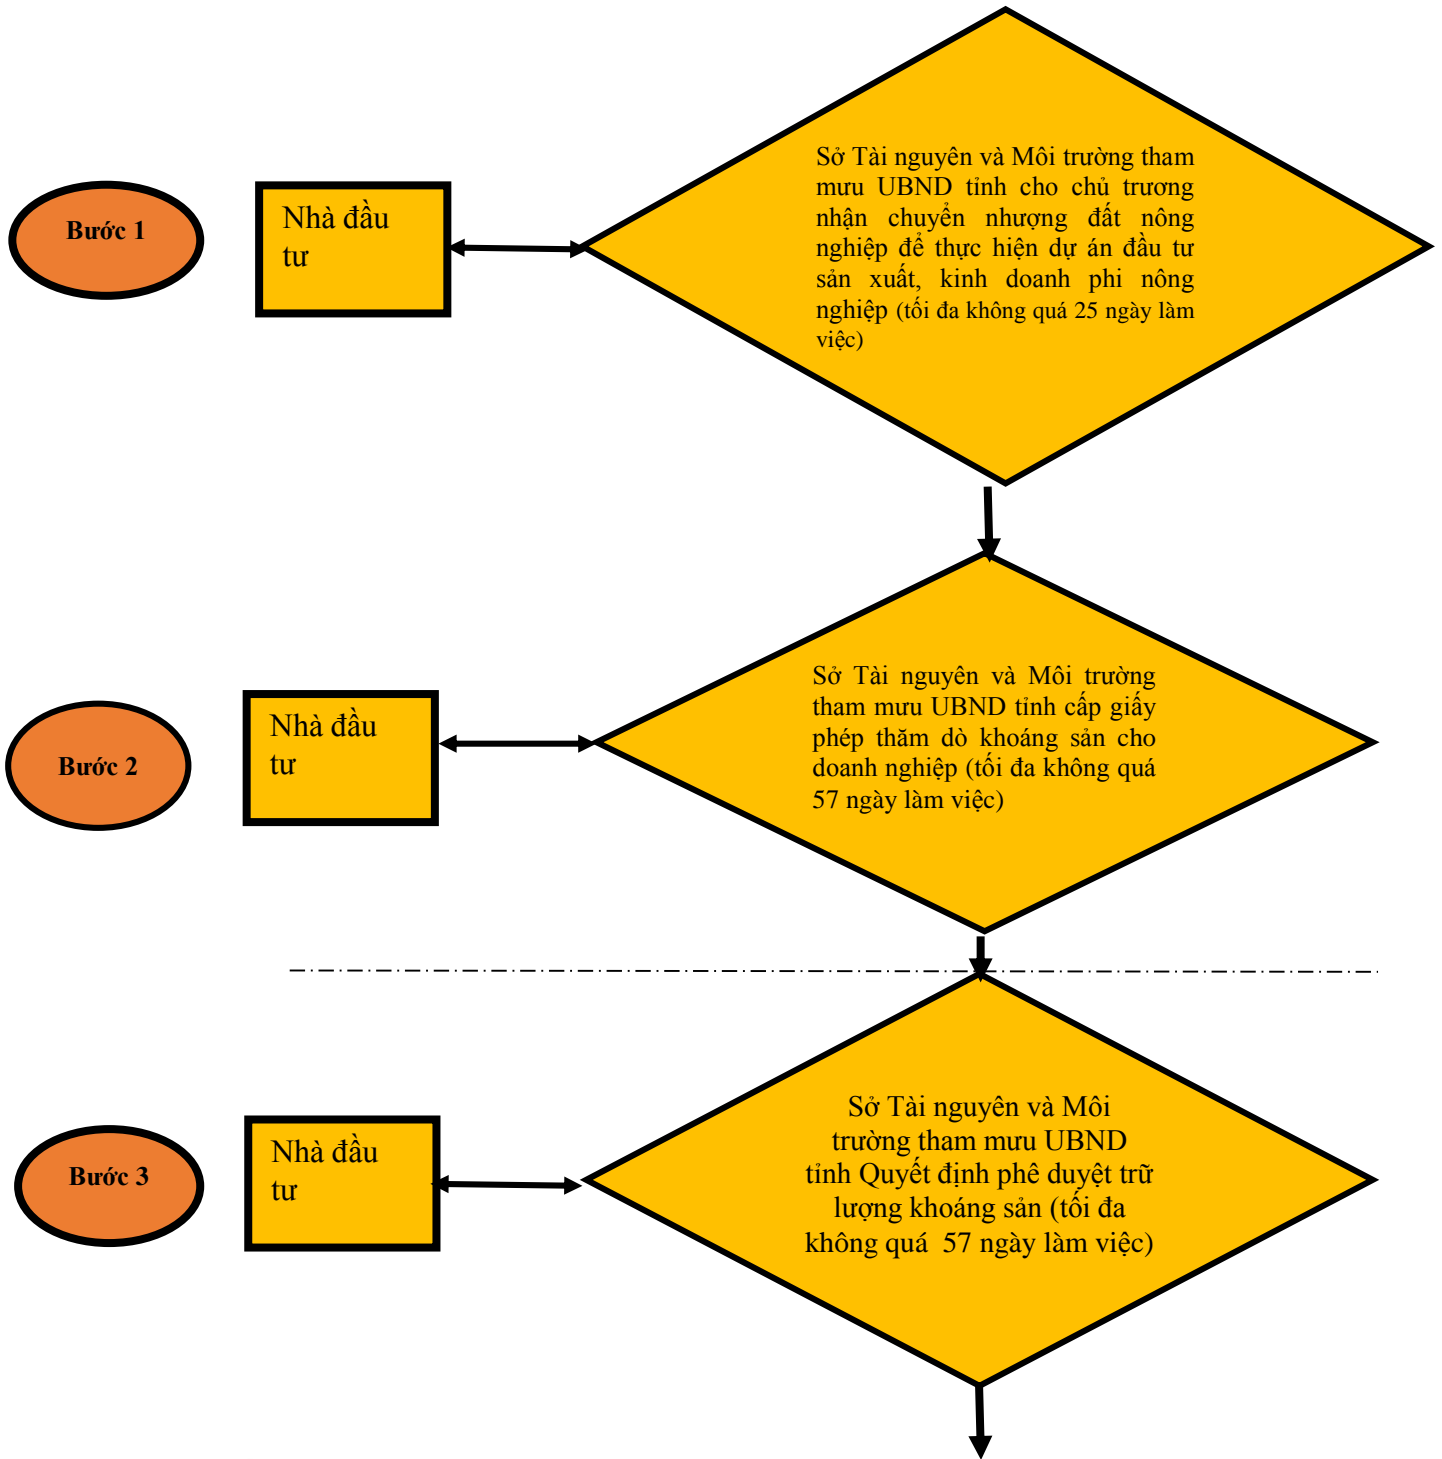 Bước 1
Nhà đầu
tư
Sở Tài nguyên và Môi trường tham
mưu UBND tỉnh cho chủ trương
nhận chuyển nhượng đất nông
nghiệp để thực hiện dự án đầu tư
sản xuất, kinh doanh phi nông
nghiệp (tối đa không quá 25 ngày làm
việc)
Bước 2
Nhà đầu
tư
Sở Tài nguyên và Môi trường
tham mưu UBND tỉnh cấp giấy
phép thăm dò khoáng sản cho
doanh nghiệp (tối đa không quá
57 ngày làm việc)
Bước 3
Nhà đầu
tư
Sở Tài nguyên và Môi
trường tham mưu UBND
tỉnh Quyết định phê duyệt trữ
lượng khoáng sản (tối đa
không quá 57 ngày làm việc)